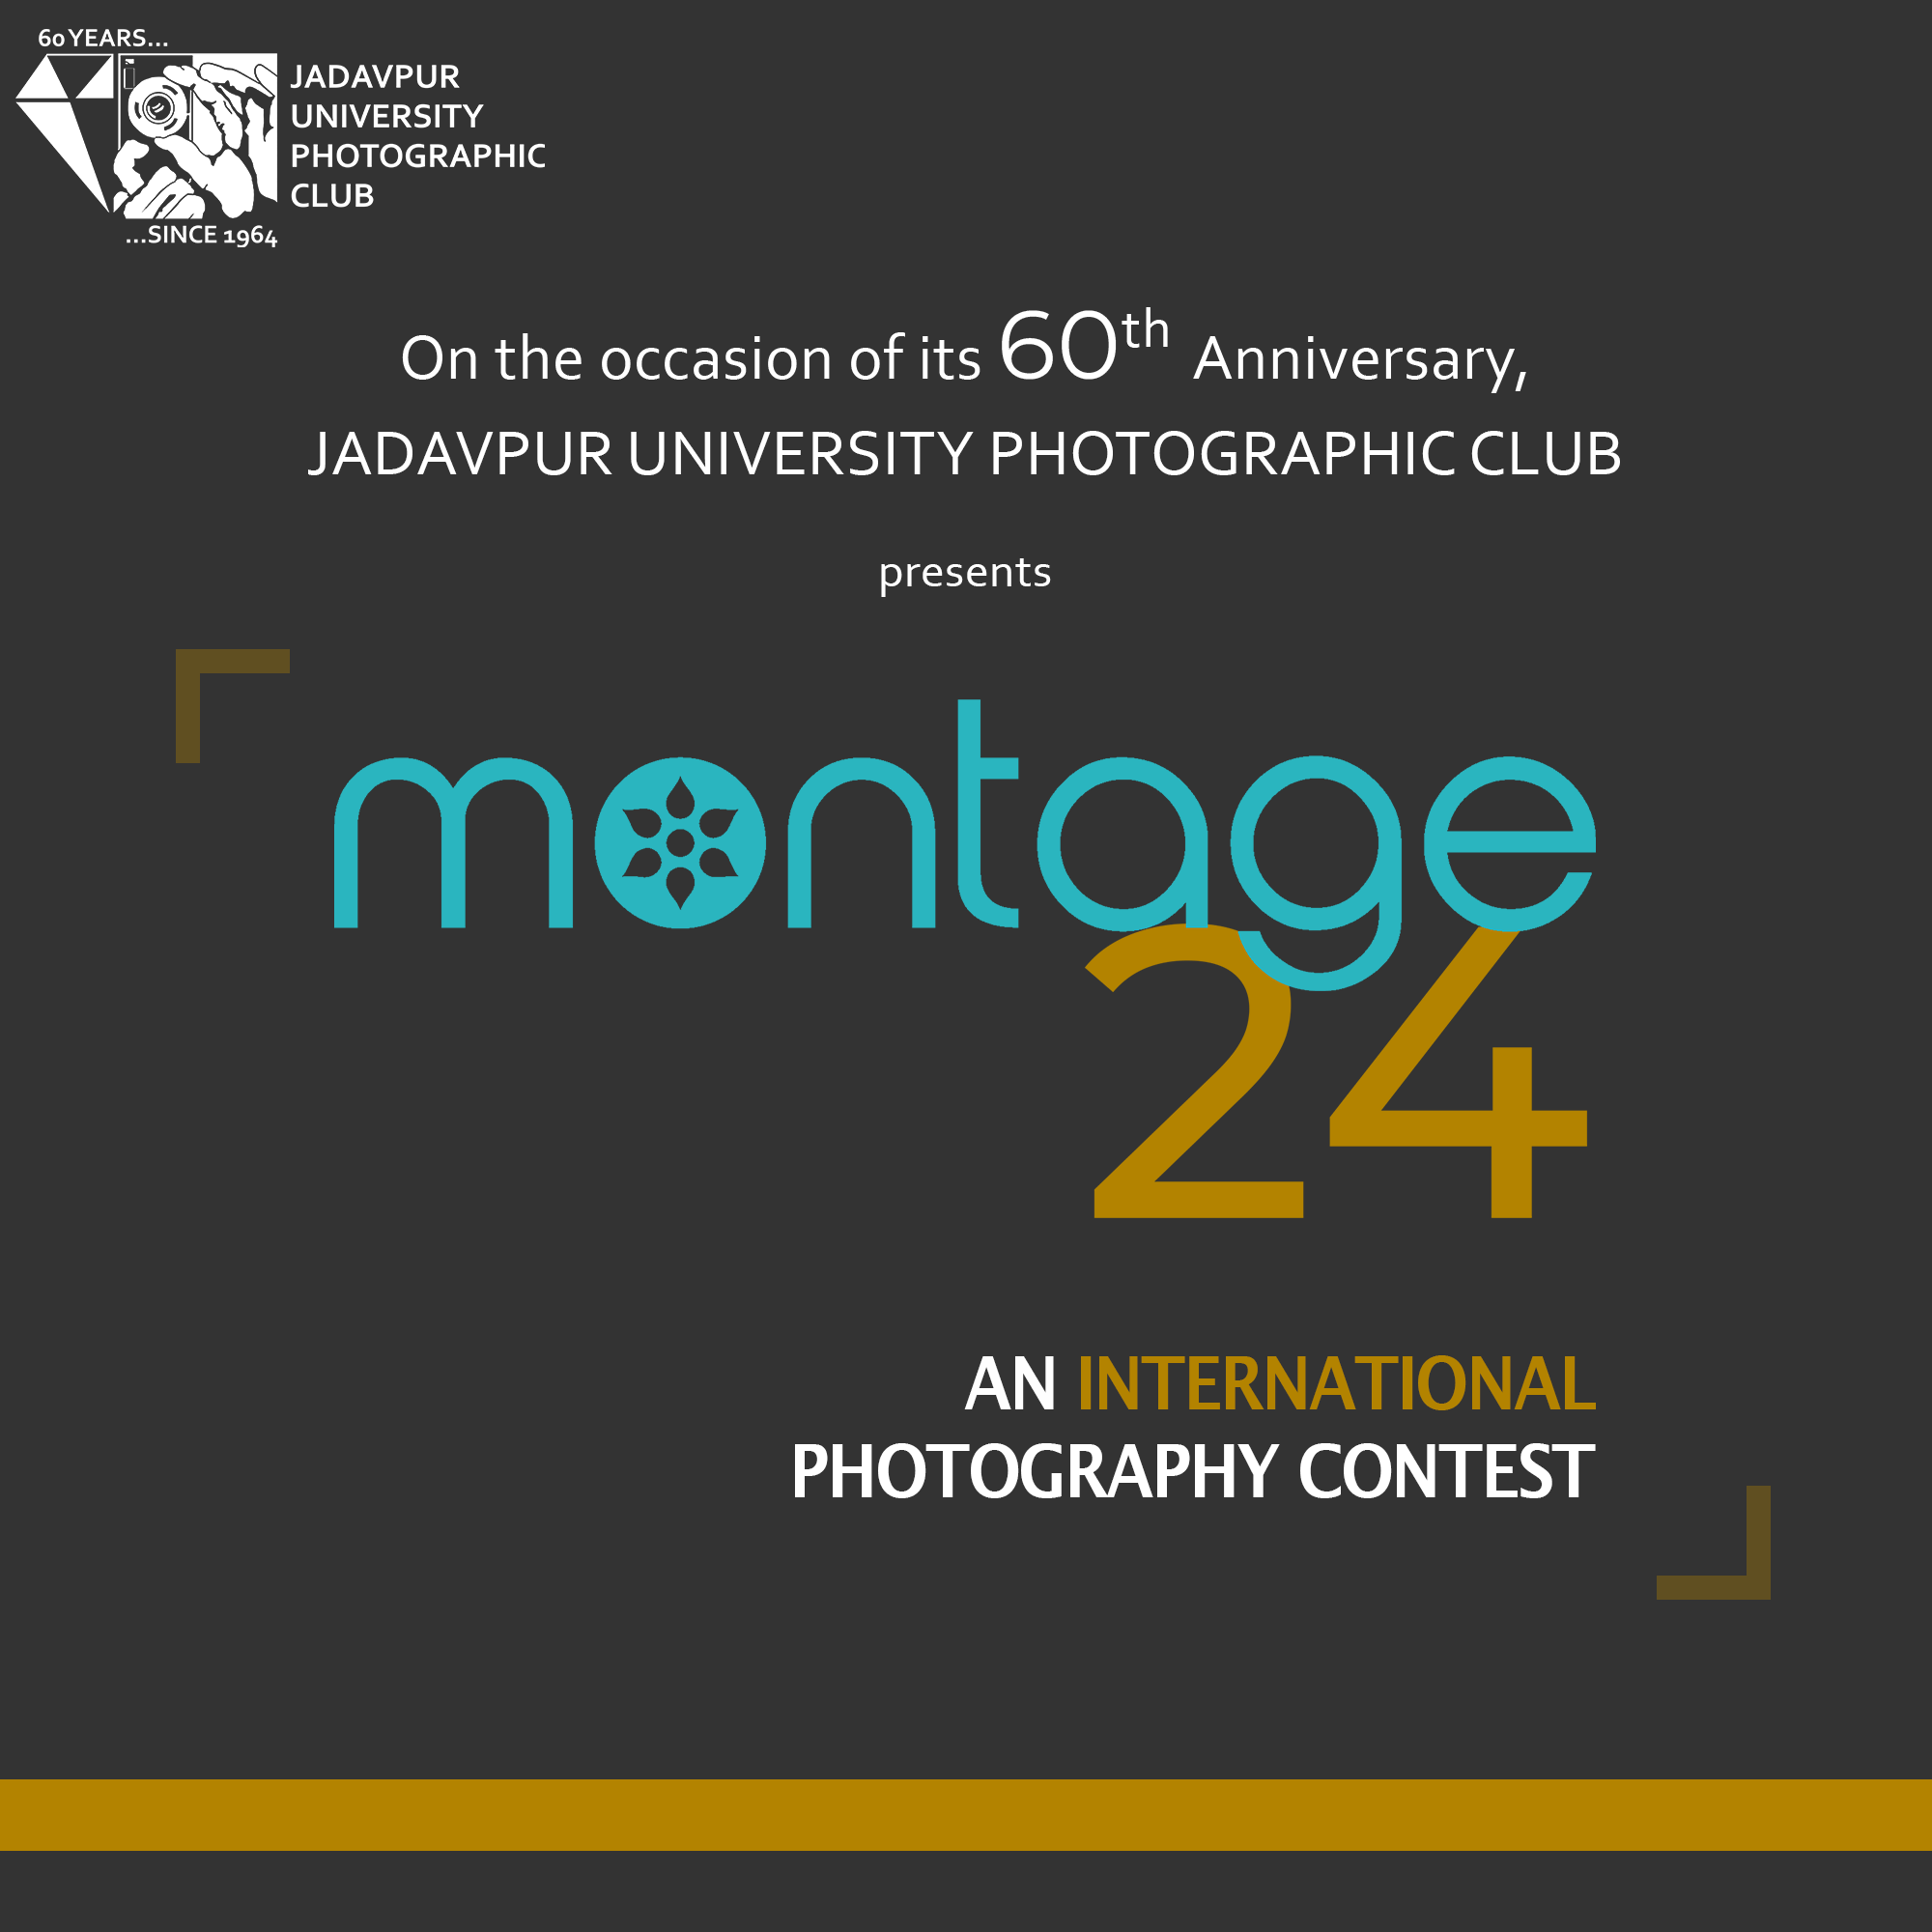 60 YEARS...
JADAVPUR
UNIVERSITY
PHOTOGRAPHIC
CLUB
...SINCE 1964
On the occasion of its 60th Anniversary,
JADAVPUR UNIVERSITY PHOTOGRAPHIC CLUB
presents
montage
24
AN INTERNATIONAL
PHOTOGRAPHY CONTEST